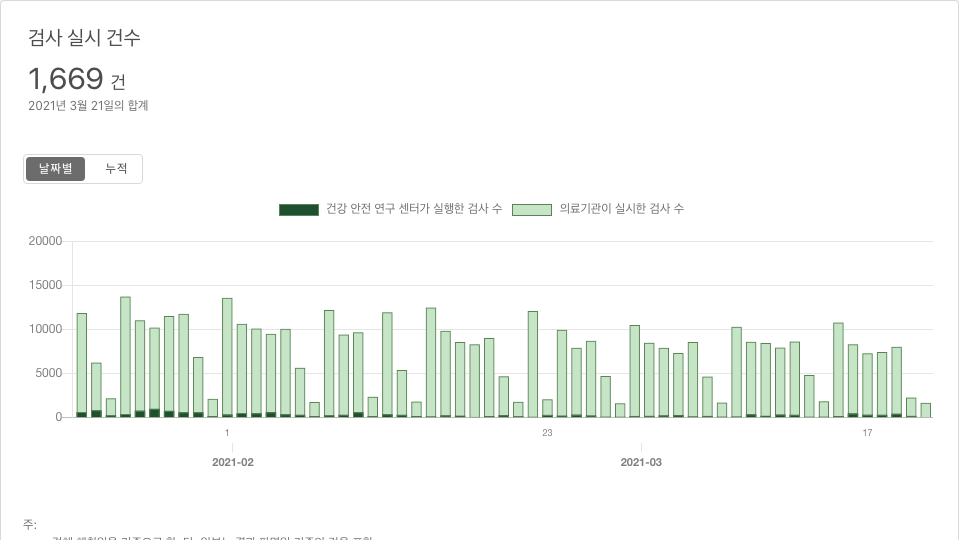 검사 실시 건수
1,669 건
2021년 3월 21일의 합계
날짜별 누적
건강 안전 연구 센터가 실행한 검사 수 의료기관이 실시한 검사 수
20000
15000
10000
5000
0
1 23 17
2021-02 2021-03
주: